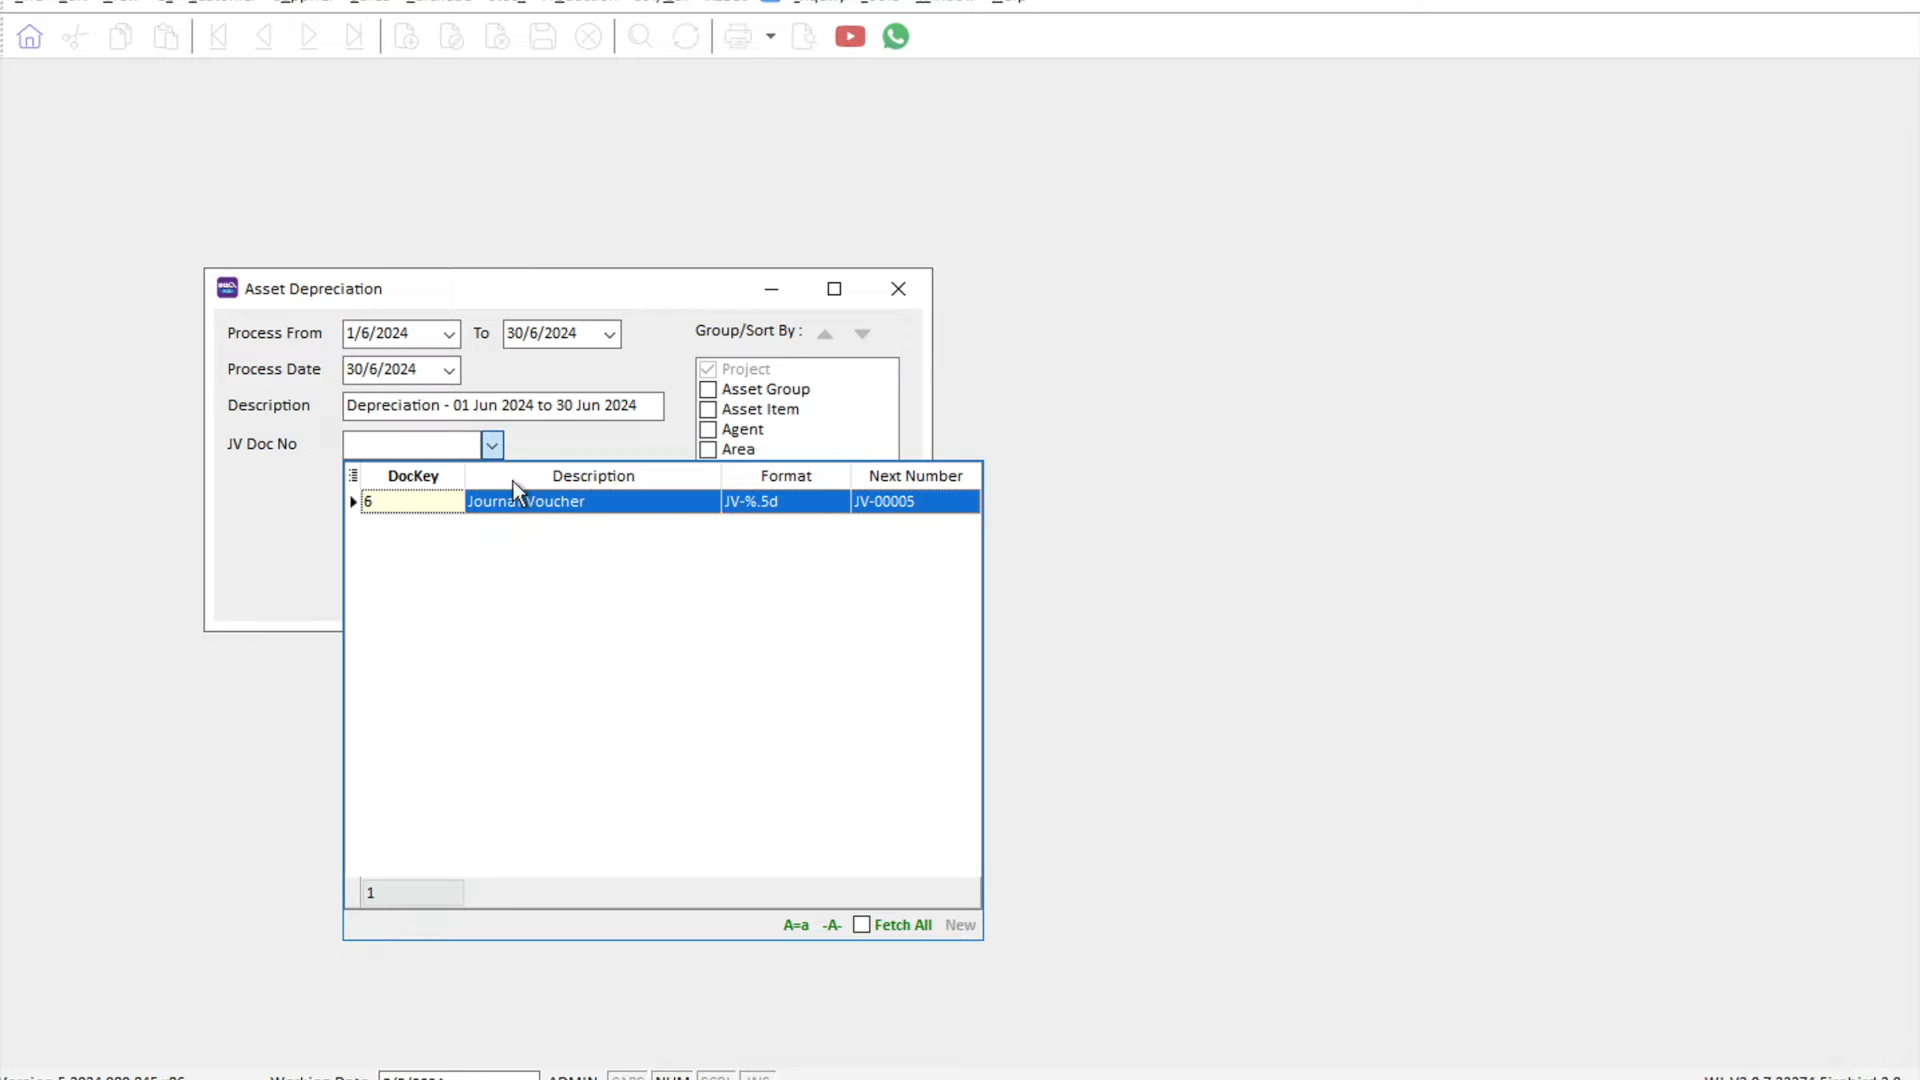 Asset Depreciation
Process From 1/6/2024 To 30/6/2024 Group/Sort By :
Process Date 30/6/2024
Project
Asset Group
Description Depreciation - 01 Jun 2024 to 30 Jun 2024
Asset Item
Agent
JV Doc No
Area
DocKey Description Format Next Number
6 Journal Voucher JV-%.5d JV-00005
1
A=a -A- Fetch All New